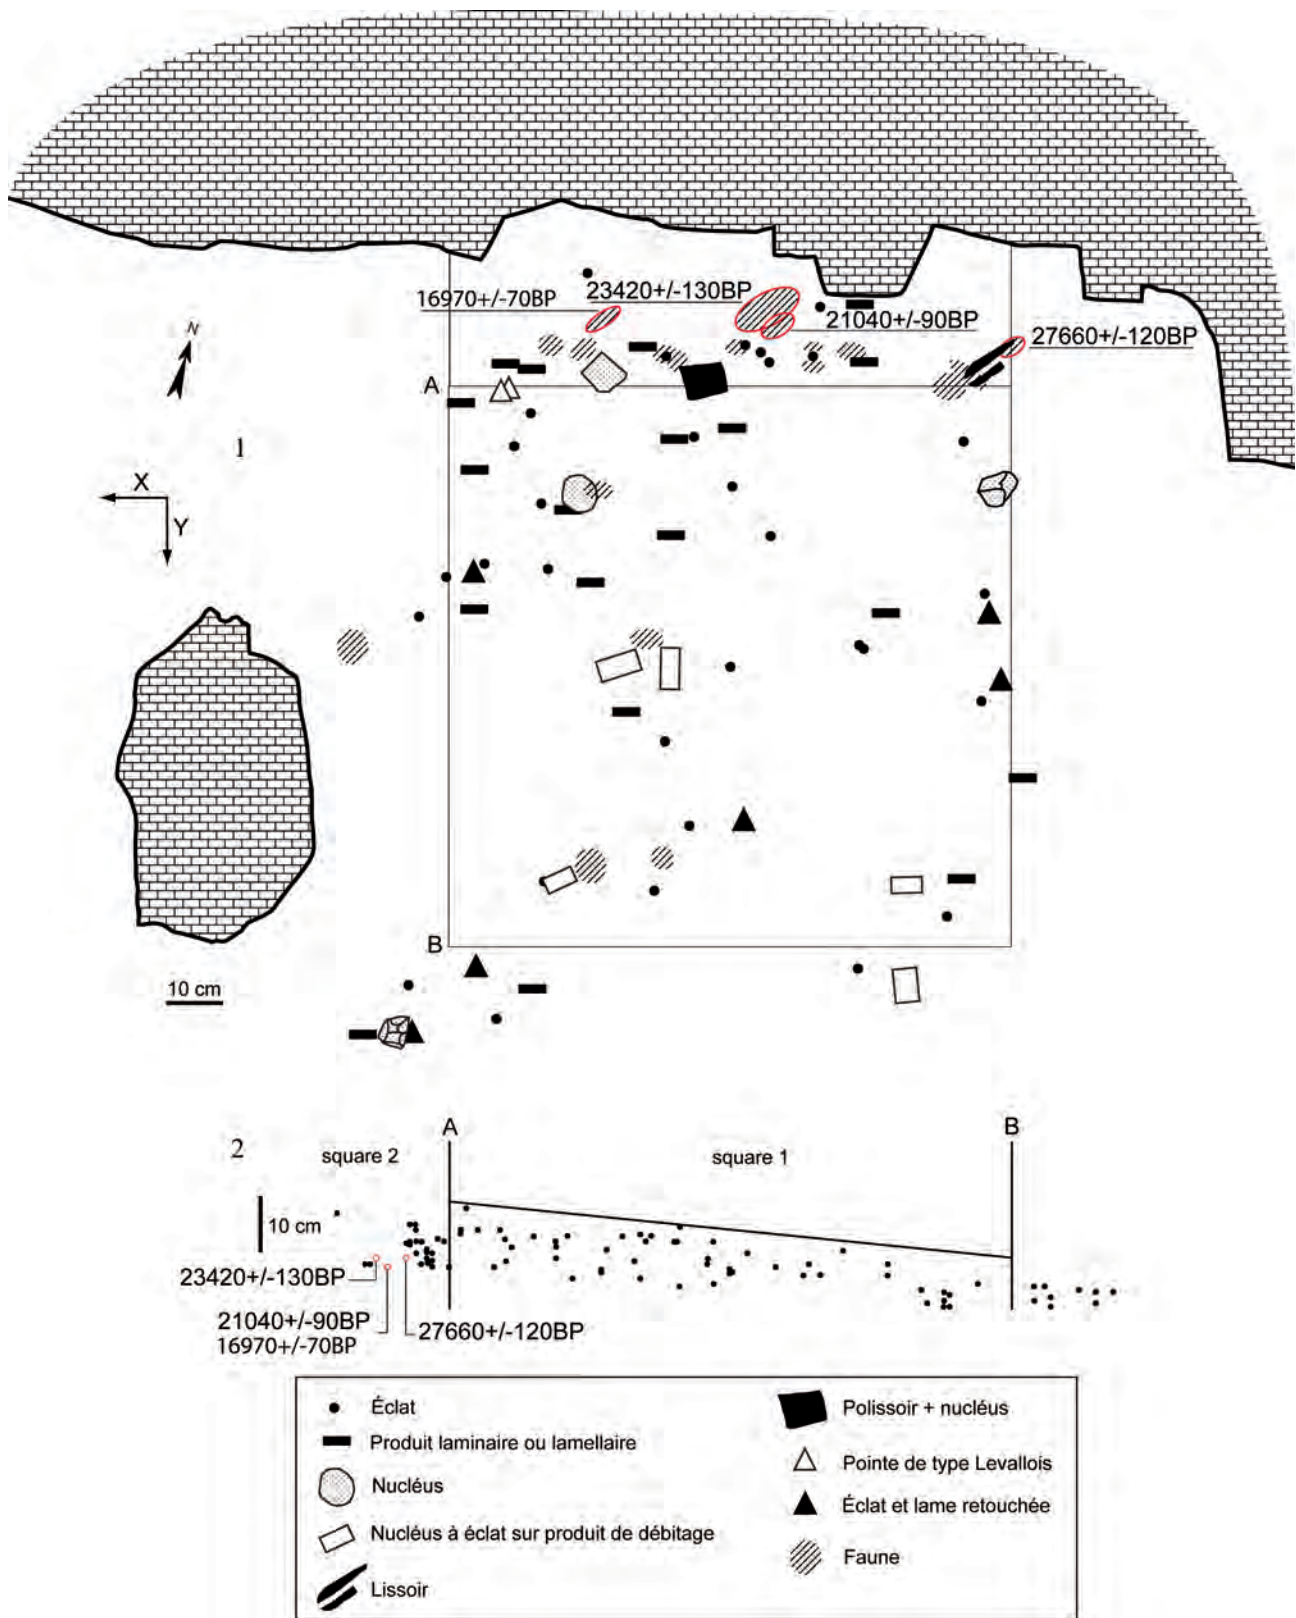 16970+/-70BP
23420+/-130BP
21040+/-90BP
27660+/-120BP
N
A
1
X
Y
B
10 cm
2
A
B
square 2
square 1
10 cm
23420+/-130BP
21040+/-90BP
16970+/-70BP
27660+/-120BP
Éclat
Produit laminaire ou lamellaire
Nucléus
Nucléus à éclat sur produit de débitage
Lissoir
Polissoir + nucléus
Pointe de type Levallois
Éclat et lame retouchée
Faune